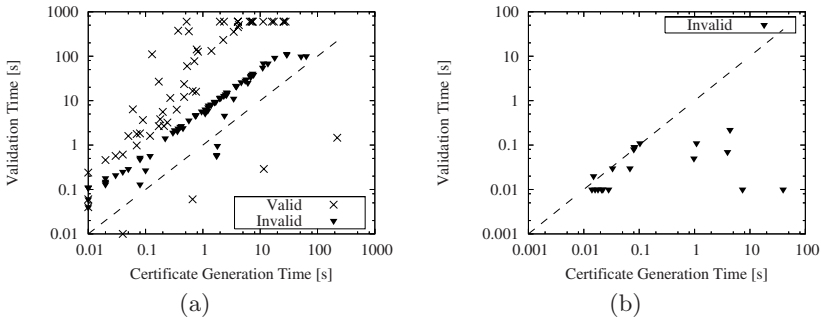 1000
100
10
1
0.1
0.01
Validation Time [s]
0.01
0.1
1
10
100
1000
Certificate Generation Time [s]
Valid
Invalid
(a)
100
10
1
0.1
0.01
0.001
Validation Time [s]
0.001
0.01
0.1
1
10
100
Certificate Generation Time [s]
Invalid
(b)